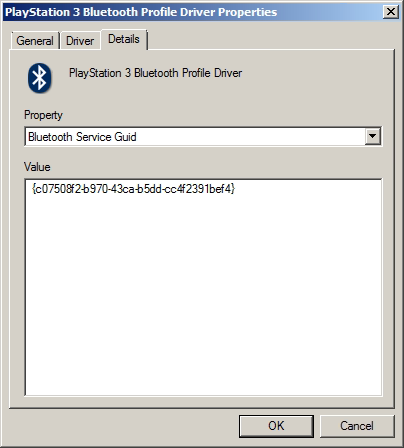 PlayStation 3 Bluetooth Profile Driver Properties
General Driver Details
PlayStation 3 Bluetooth Profile Driver
Property
Bluetooth Service Guid
Value
{c07508f2-b970-43ca-b5dd-cc4f2391bef4}
OK Cancel